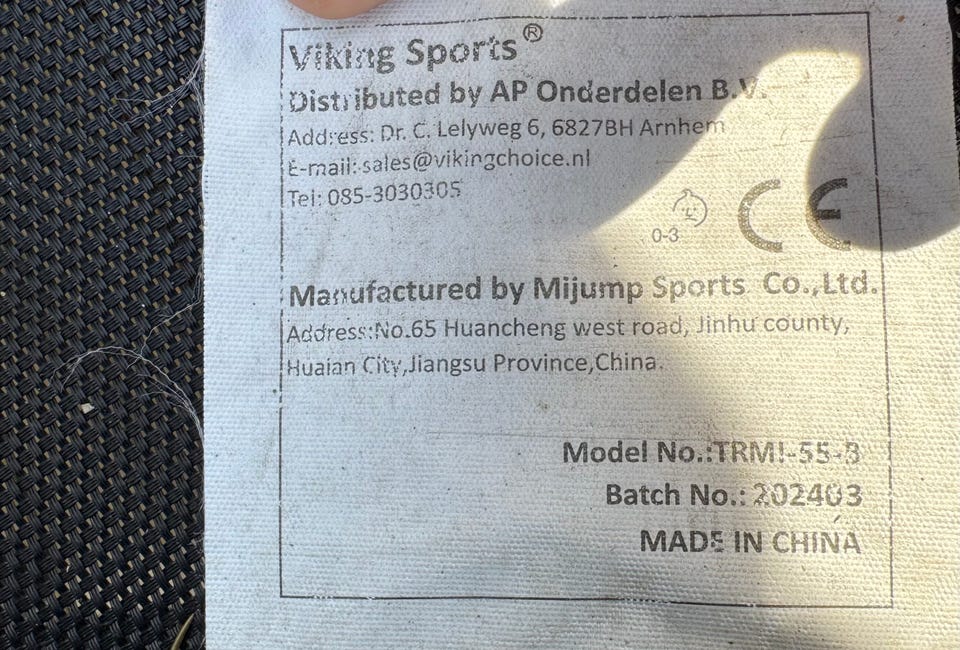 Viking Sports®
Distributed by AP Onderdelen B.V.
Address: Dr. C. Lelyweg 6, 6827BH Arnhem
E-mail: sales@vikingchoice.nl
Tel: 085-3030305
0-3
CE
Manufactured by Mijump Sports Co.,Ltd.
Address:No.65 Huancheng west road, Jinhu county,
Huaian City,Jiangsu Province,China.
Model No.:
Batch No.: 202403
MADE IN CHINA